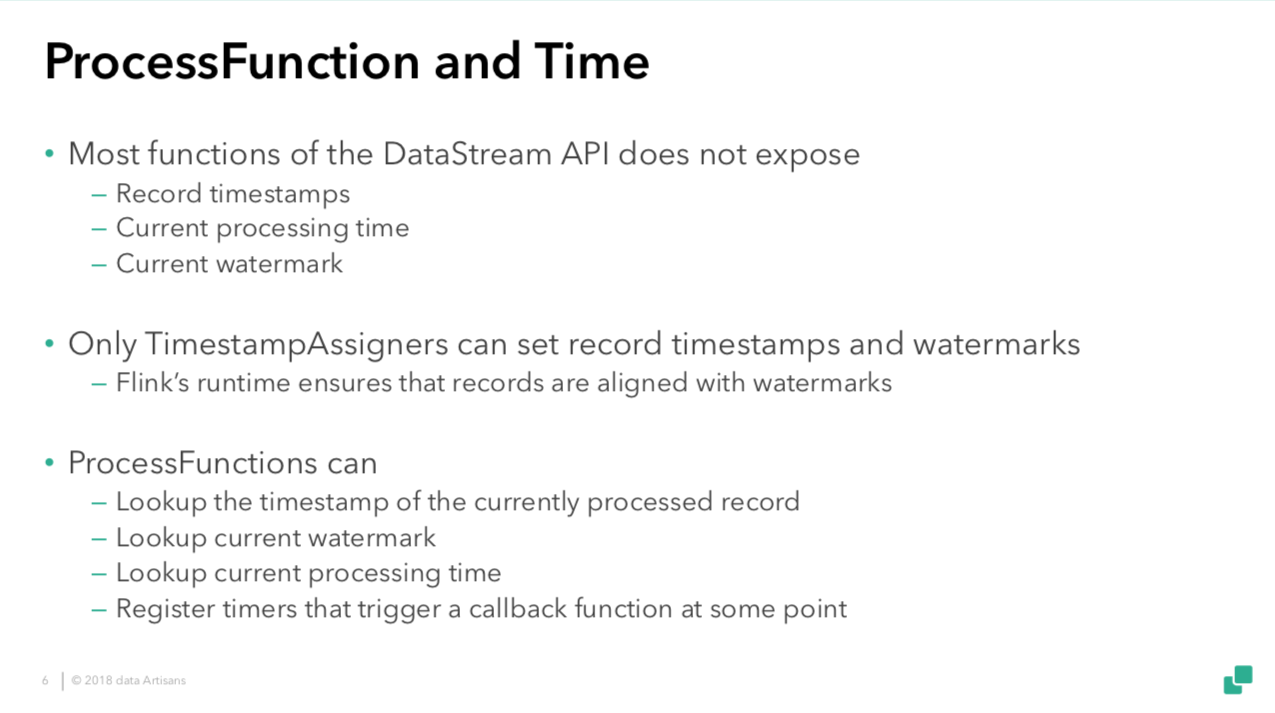 ProcessFunction and Time
• Most functions of the DataStream API does not expose
– Record timestamps
– Current processing time
– Current watermark
• Only TimestampAssigners can set record timestamps and watermarks
– Flink’s runtime ensures that records are aligned with watermarks
• ProcessFunctions can
– Lookup the timestamp of the currently processed record
– Lookup current watermark
– Lookup current processing time
– Register timers that trigger a callback function at some point
6 | © 2018 data Artisans